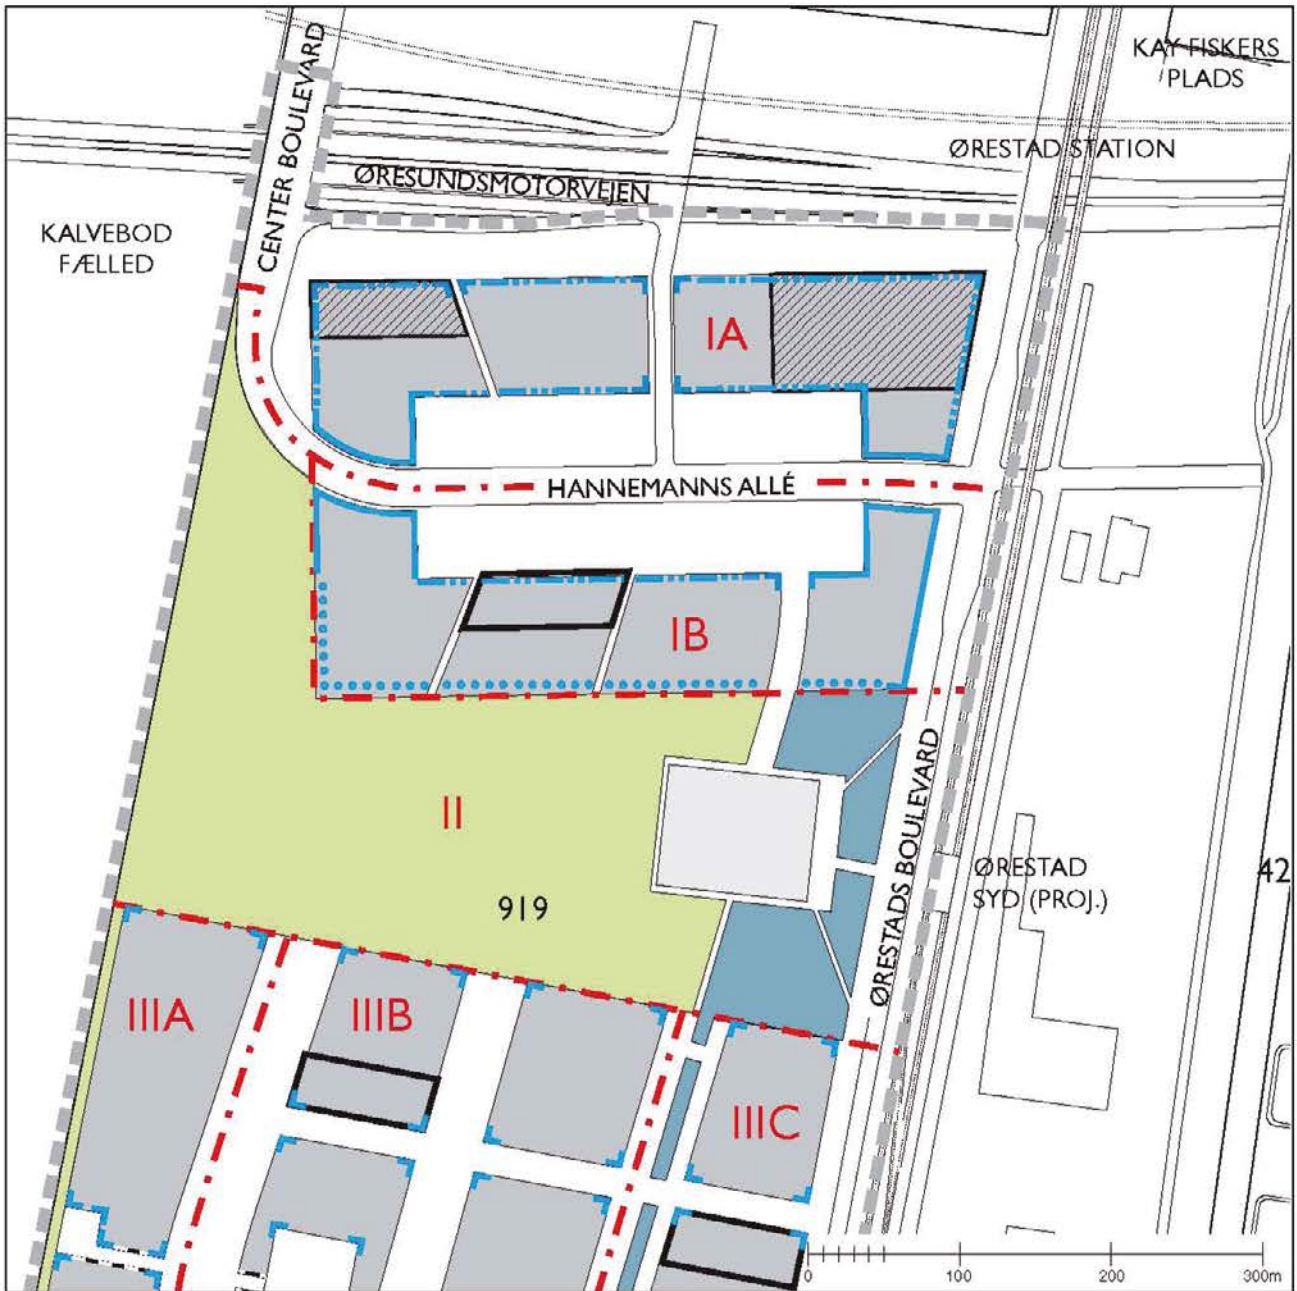 KAY FISKERS
PLADS
CENTER BOULEVARD
ØRESTAD STATION
ØRESUNDSMOTORVEJEN
KALVEBOD
FÆLLED
IA
HANNEMANNS ALLÉ
IB
II
ØRESTADS BOULEVARD
ØRESTAD
SYD (PROJ.)
42
919
IIIA
IIIB
IIIC
0 100 200 300m